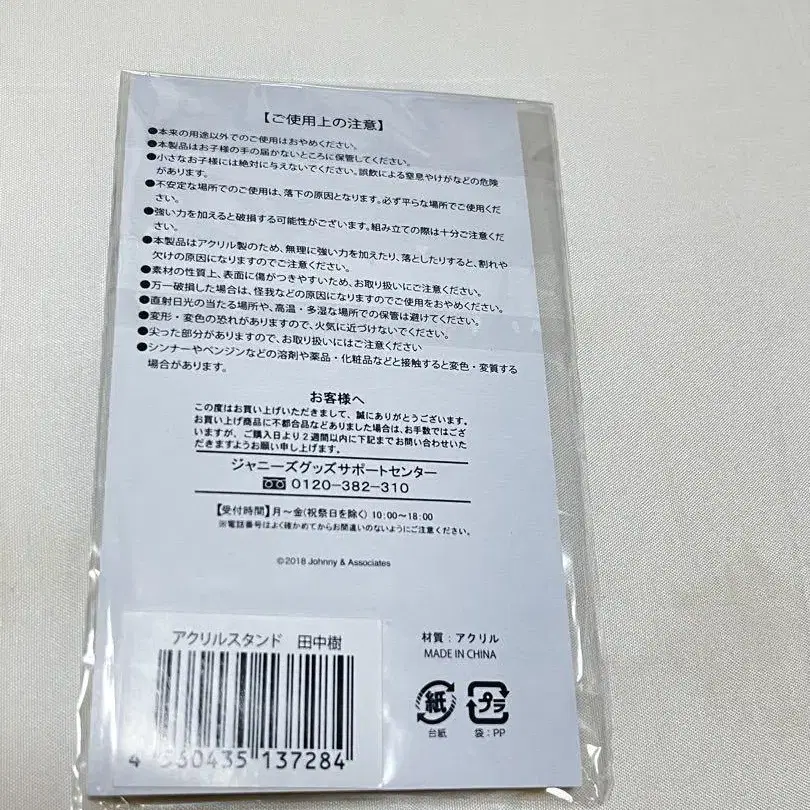 【ご使用上の注意】
●本来の用途以外でのご使用はおやめください。
●本製品はお子様の手の届かないところに保管してください。
●小さなお子様には絶対に与えないでください。誤飲による窒息やけがなどの危険
があります。
●不安定な場所でのご使用は、落下の原因となります。必ず平らな場所でご使用くだ
さい。
●強い力を加えると破損する可能性がございます。組み立ての際は十分ご注意くだ
さい。
●本製品はアクリル製のため、無理に強い力を加えたり、落としたりすると、割れや
欠けの原因になりますのでご注意ください。
●素材の性質上、表面に傷がつきやすいため、お取り扱いにご注意ください。
●万一破損した場合は、怪我などの原因になりますのでご使用をおやめください。
●直射日光の当たる場所や、高温・多湿な場所での保管は避けてください。
●変形・変色の恐れがありますので、火気に近づけないでください。
●尖った部分がありますので、お取り扱いにはご注意ください
●シンナーやベンジンなどの溶剤や薬品・化粧品などと接触すると変色・変質する
場合があります。
お客様へ
この度はお買い上げいただきまして、誠にありがとうございます。
お買い上げ商品に不都合品などありました場合は、お手数ではござ
いますが、ご購入日より2週間以内に下記までお問い合わせいた
だきますようお願い申し上げます。
ジャニーズグッズサポートセンター
0120-382-310
【受付時間】月～金(祝祭日を除く) 10:00～18:00
※電話番号はよく確かめてからお間違いのないようにご注意ください。
©2018 Johnny & Associates
アクリルスタンド 田中樹
4 560435 137284
材質：アクリル
MADE IN CHINA
紙 プラ
台紙 袋：PP